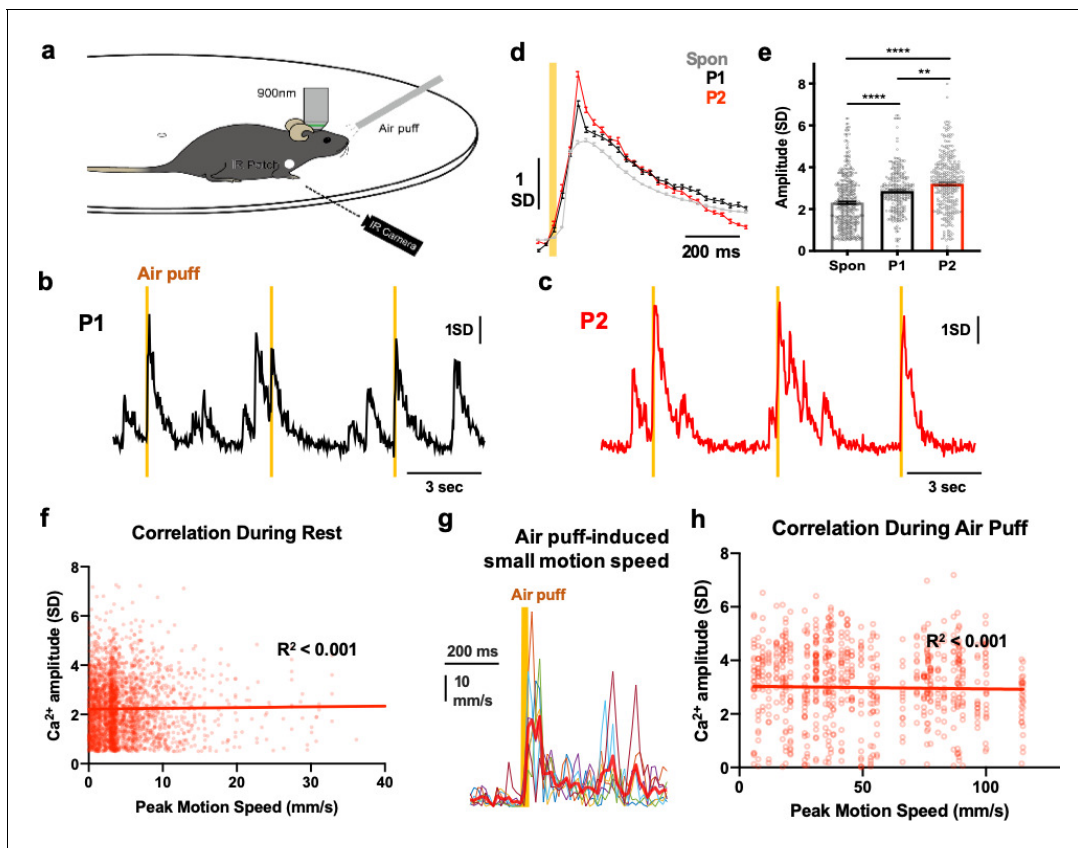 a
900nm
Air puff
IR Patch
IR Camera
d
Spon
P1
P2
1
SD
200 ms
e
****
**
****
Amplitude (SD)
8
6
4
2
0
Spon P1 P2
b
Air puff
P1
1SD
3 sec
c
P2
1SD
3 sec
f
Correlation During Rest
Ca2+ amplitude (SD)
8
6
4
2
0
R2 < 0.001
0 10 20 30 40
Peak Motion Speed (mm/s)
g
Air puff-induced
small motion speed
Air puff
200 ms
10
mm/s
h
Correlation During Air Puff
Ca2+ amplitude (SD)
8
6
4
2
0
R2 < 0.001
0 50 100
Peak Motion Speed (mm/s)